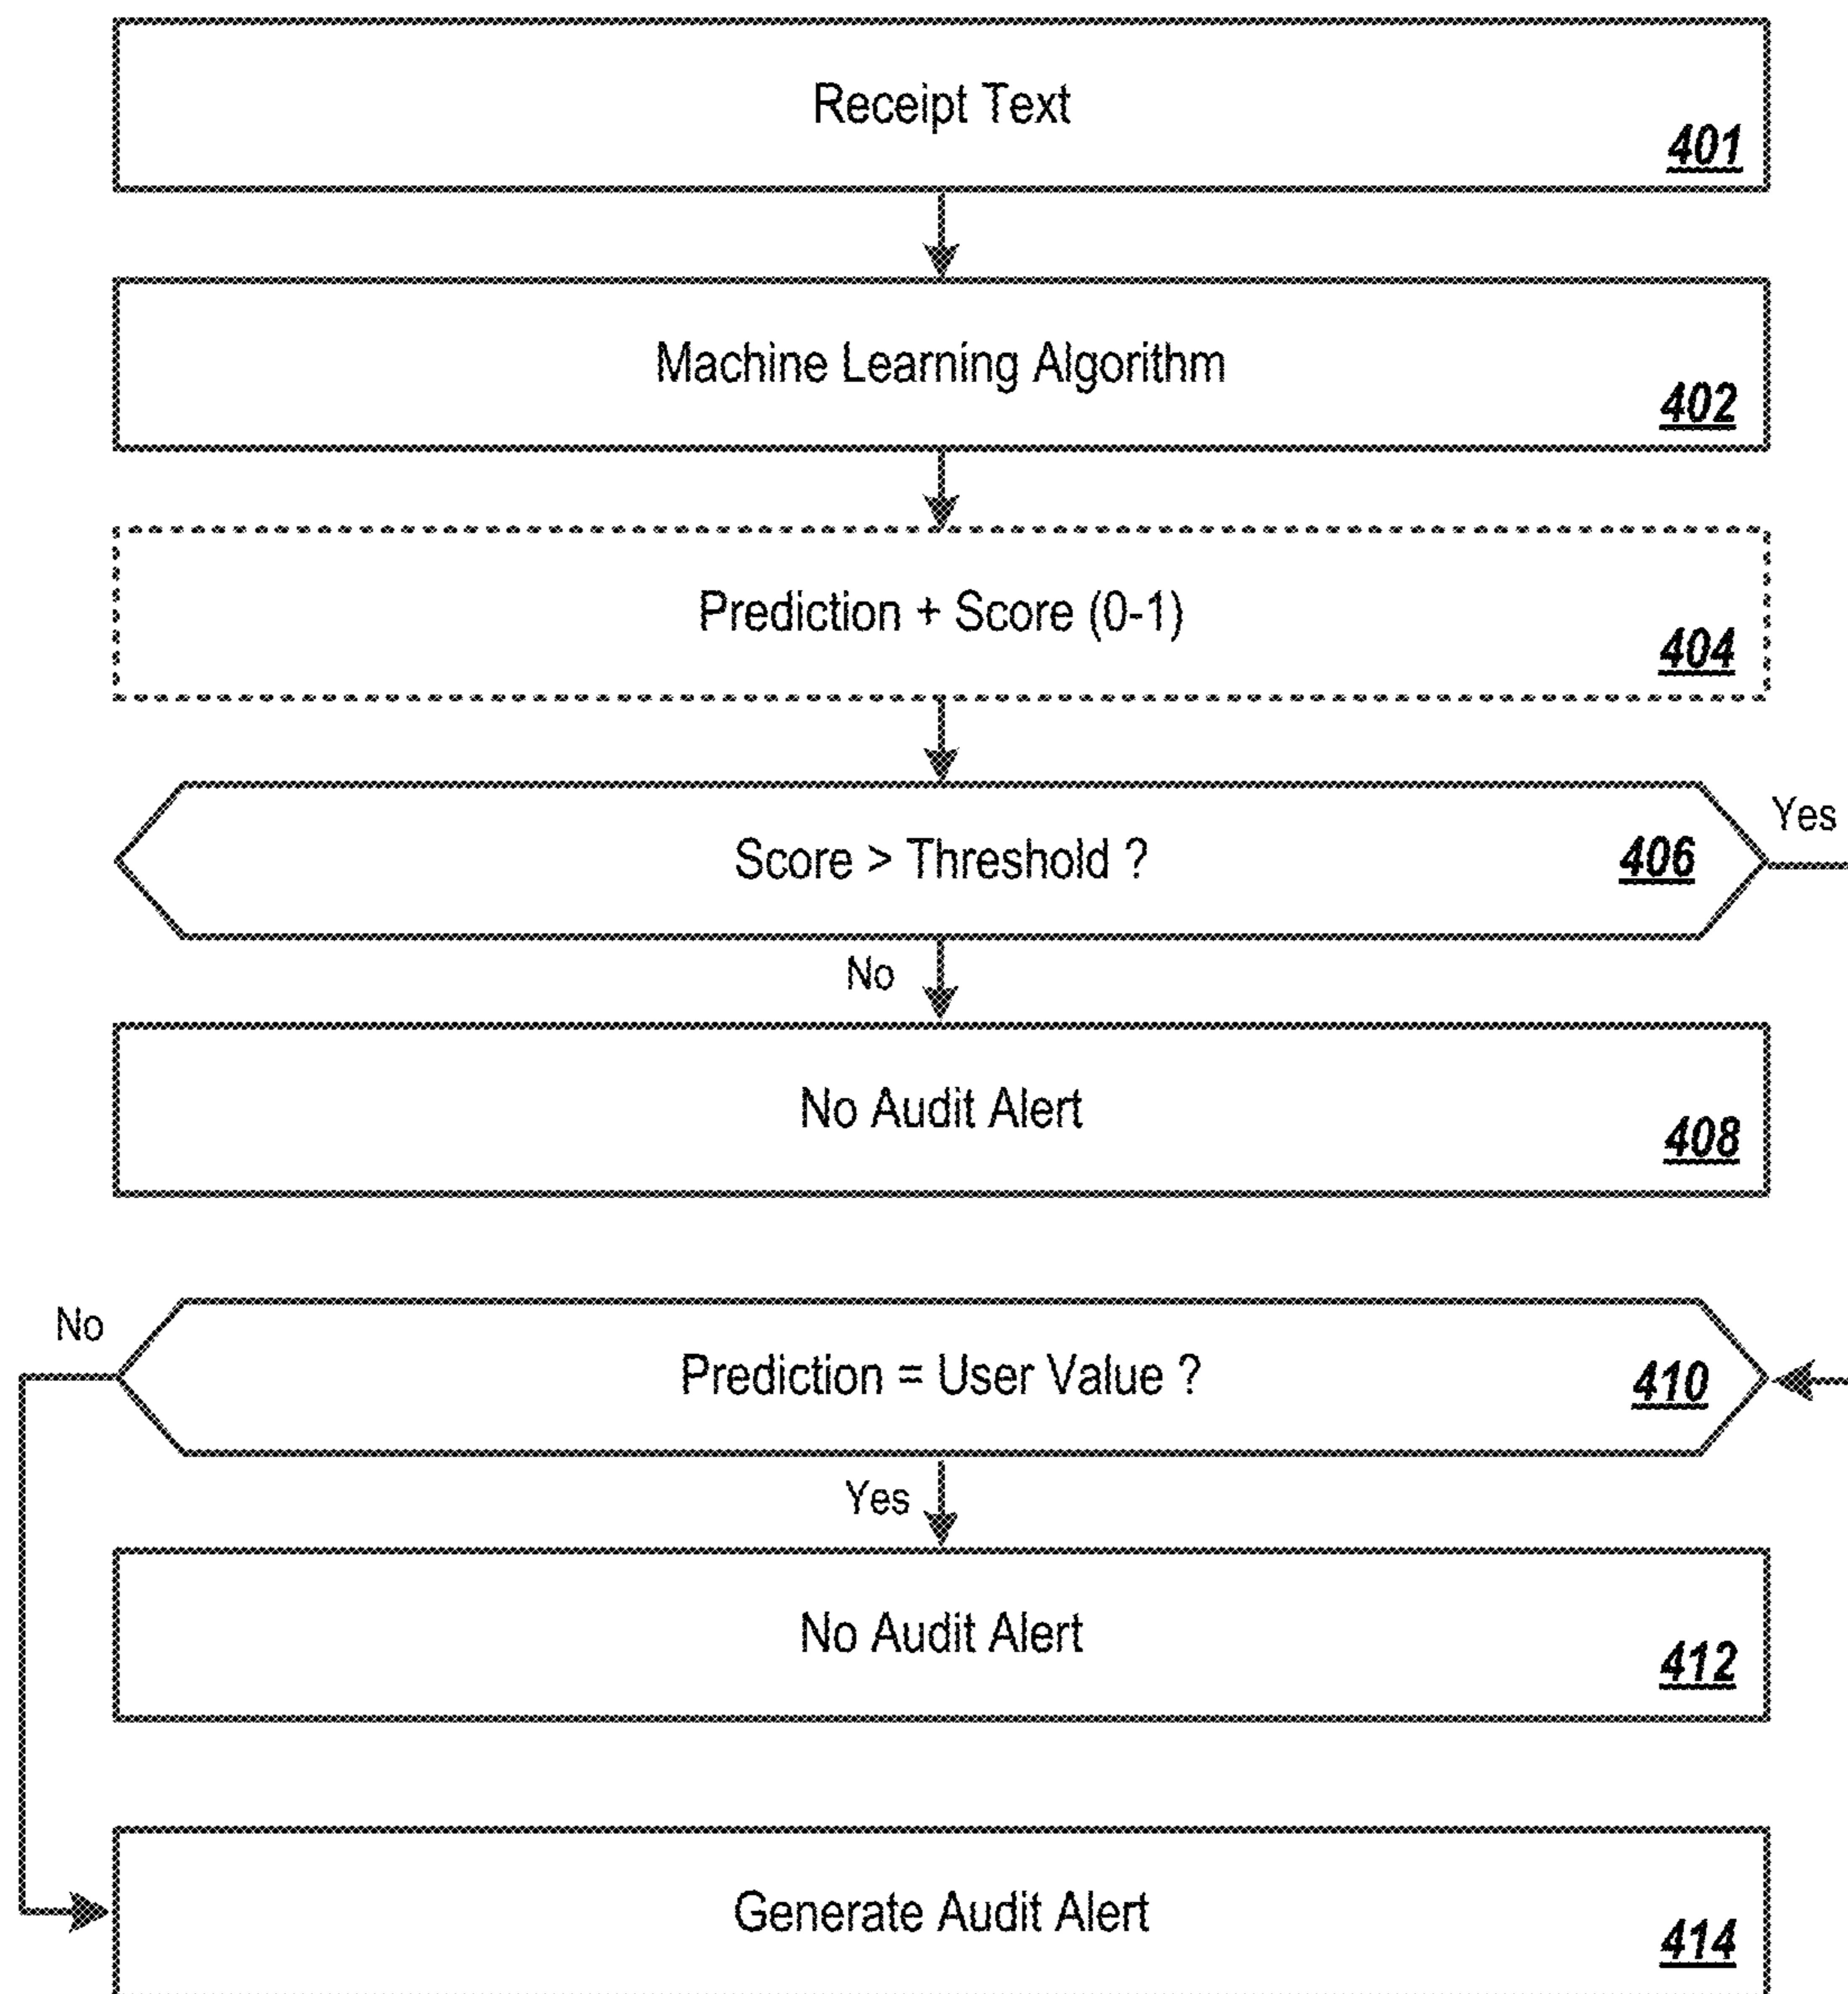 Receipt Text
401
Machine Learning Algorithm
402
Prediction + Score (0-1)
404
Yes
Score > Threshold ?
406
No
No Audit Alert
408
No
Prediction = User Value ?
410
Yes
No Audit Alert
412
Generate Audit Alert
414